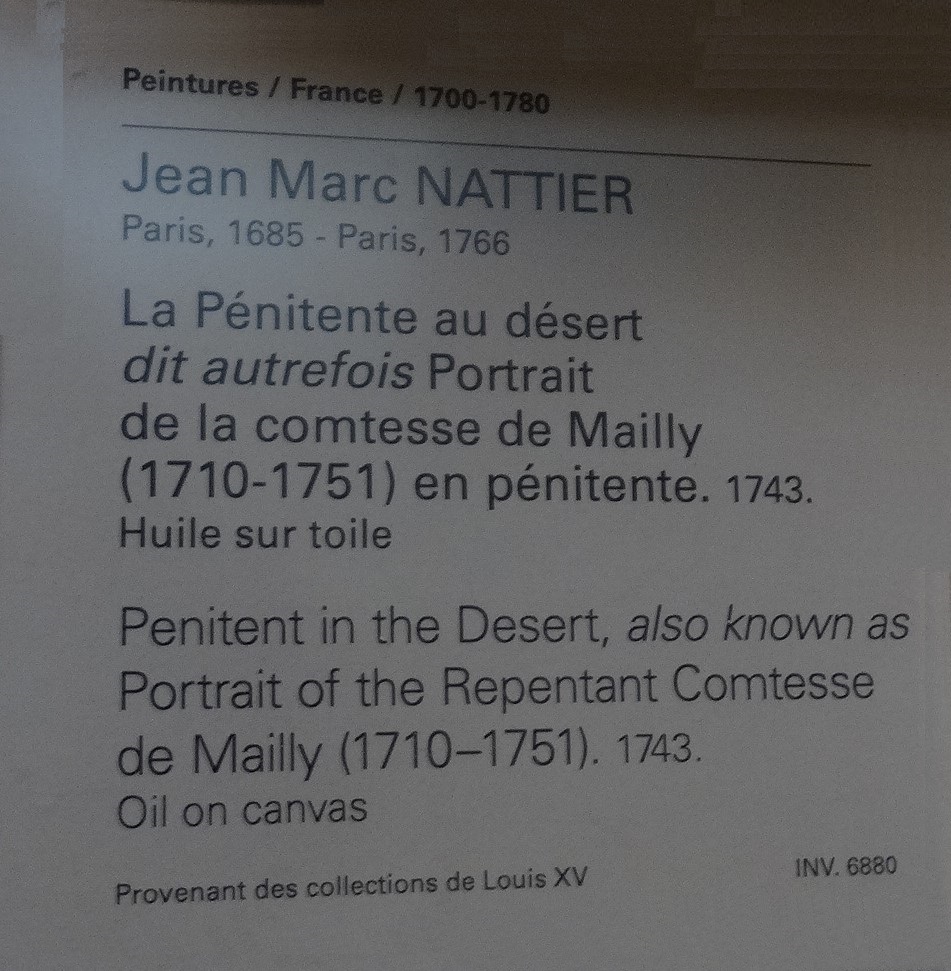 Peintures / France / 1700-1780
Jean Marc NATTIER
Paris, 1685 - Paris, 1766
La Pénitente au désert
dit autrefois Portrait
de la comtesse de Mailly
(1710-1751) en pénitente. 1743.
Huile sur toile
Penitent in the Desert, also known as
Portrait of the Repentant Comtesse
de Mailly (1710–1751). 1743.
Oil on canvas
Provenant des collections de Louis XV
INV. 6880